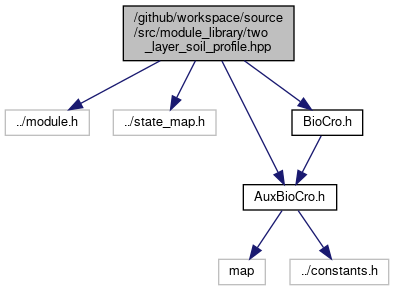 /github/workspace/source
/src/module_library/two
_layer_soil_profile.hpp
../module.h
../state_map.h
BioCro.h
AuxBioCro.h
map
../constants.h